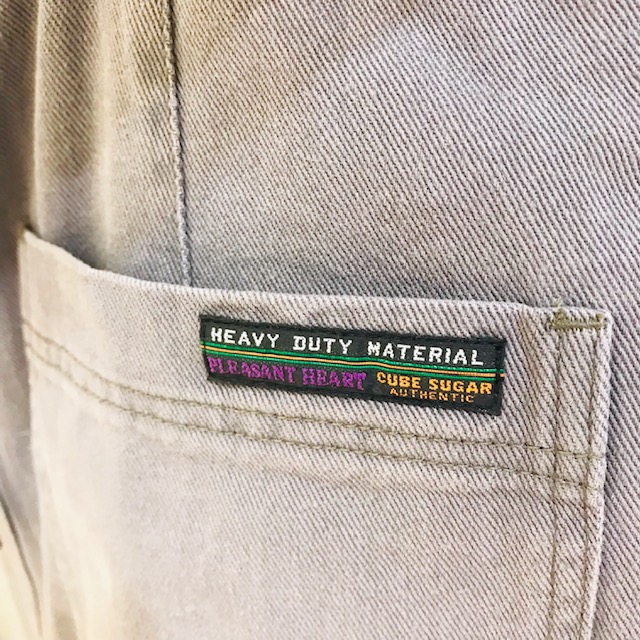 HEAVY DUTY MATERIAL
PLEASANT HEART
CUBE SUGAR
AUTHENTIC